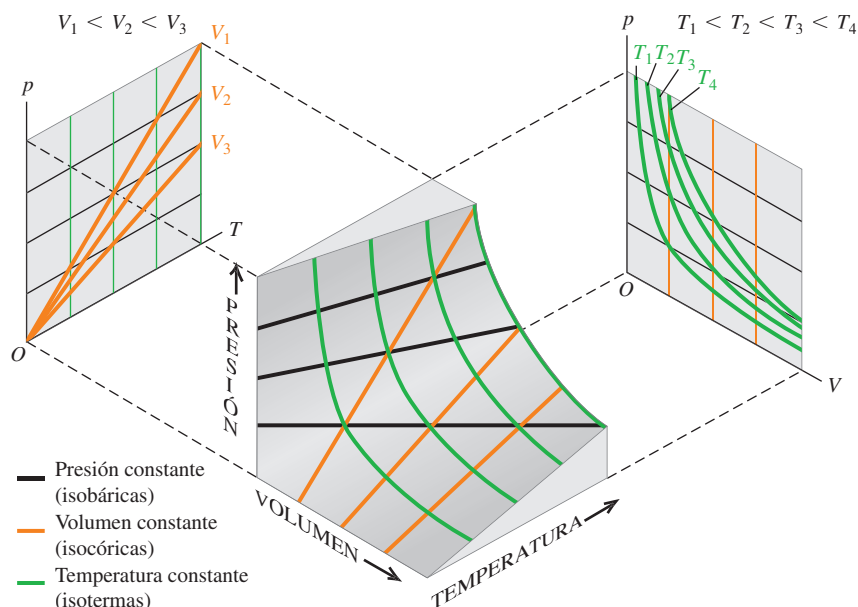 V₁ < V₂ < V₃
V₁
p
V₂
V₃
T
O
T₁ < T₂ < T₃ < T₄
p
T₁ T₂ T₃
T₄
O
V
PRESIÓN
VOLUMEN
TEMPERATURA
Presión constante
(isobáricas)
Volumen constante
(isocóricas)
Temperatura constante
(isotermas)